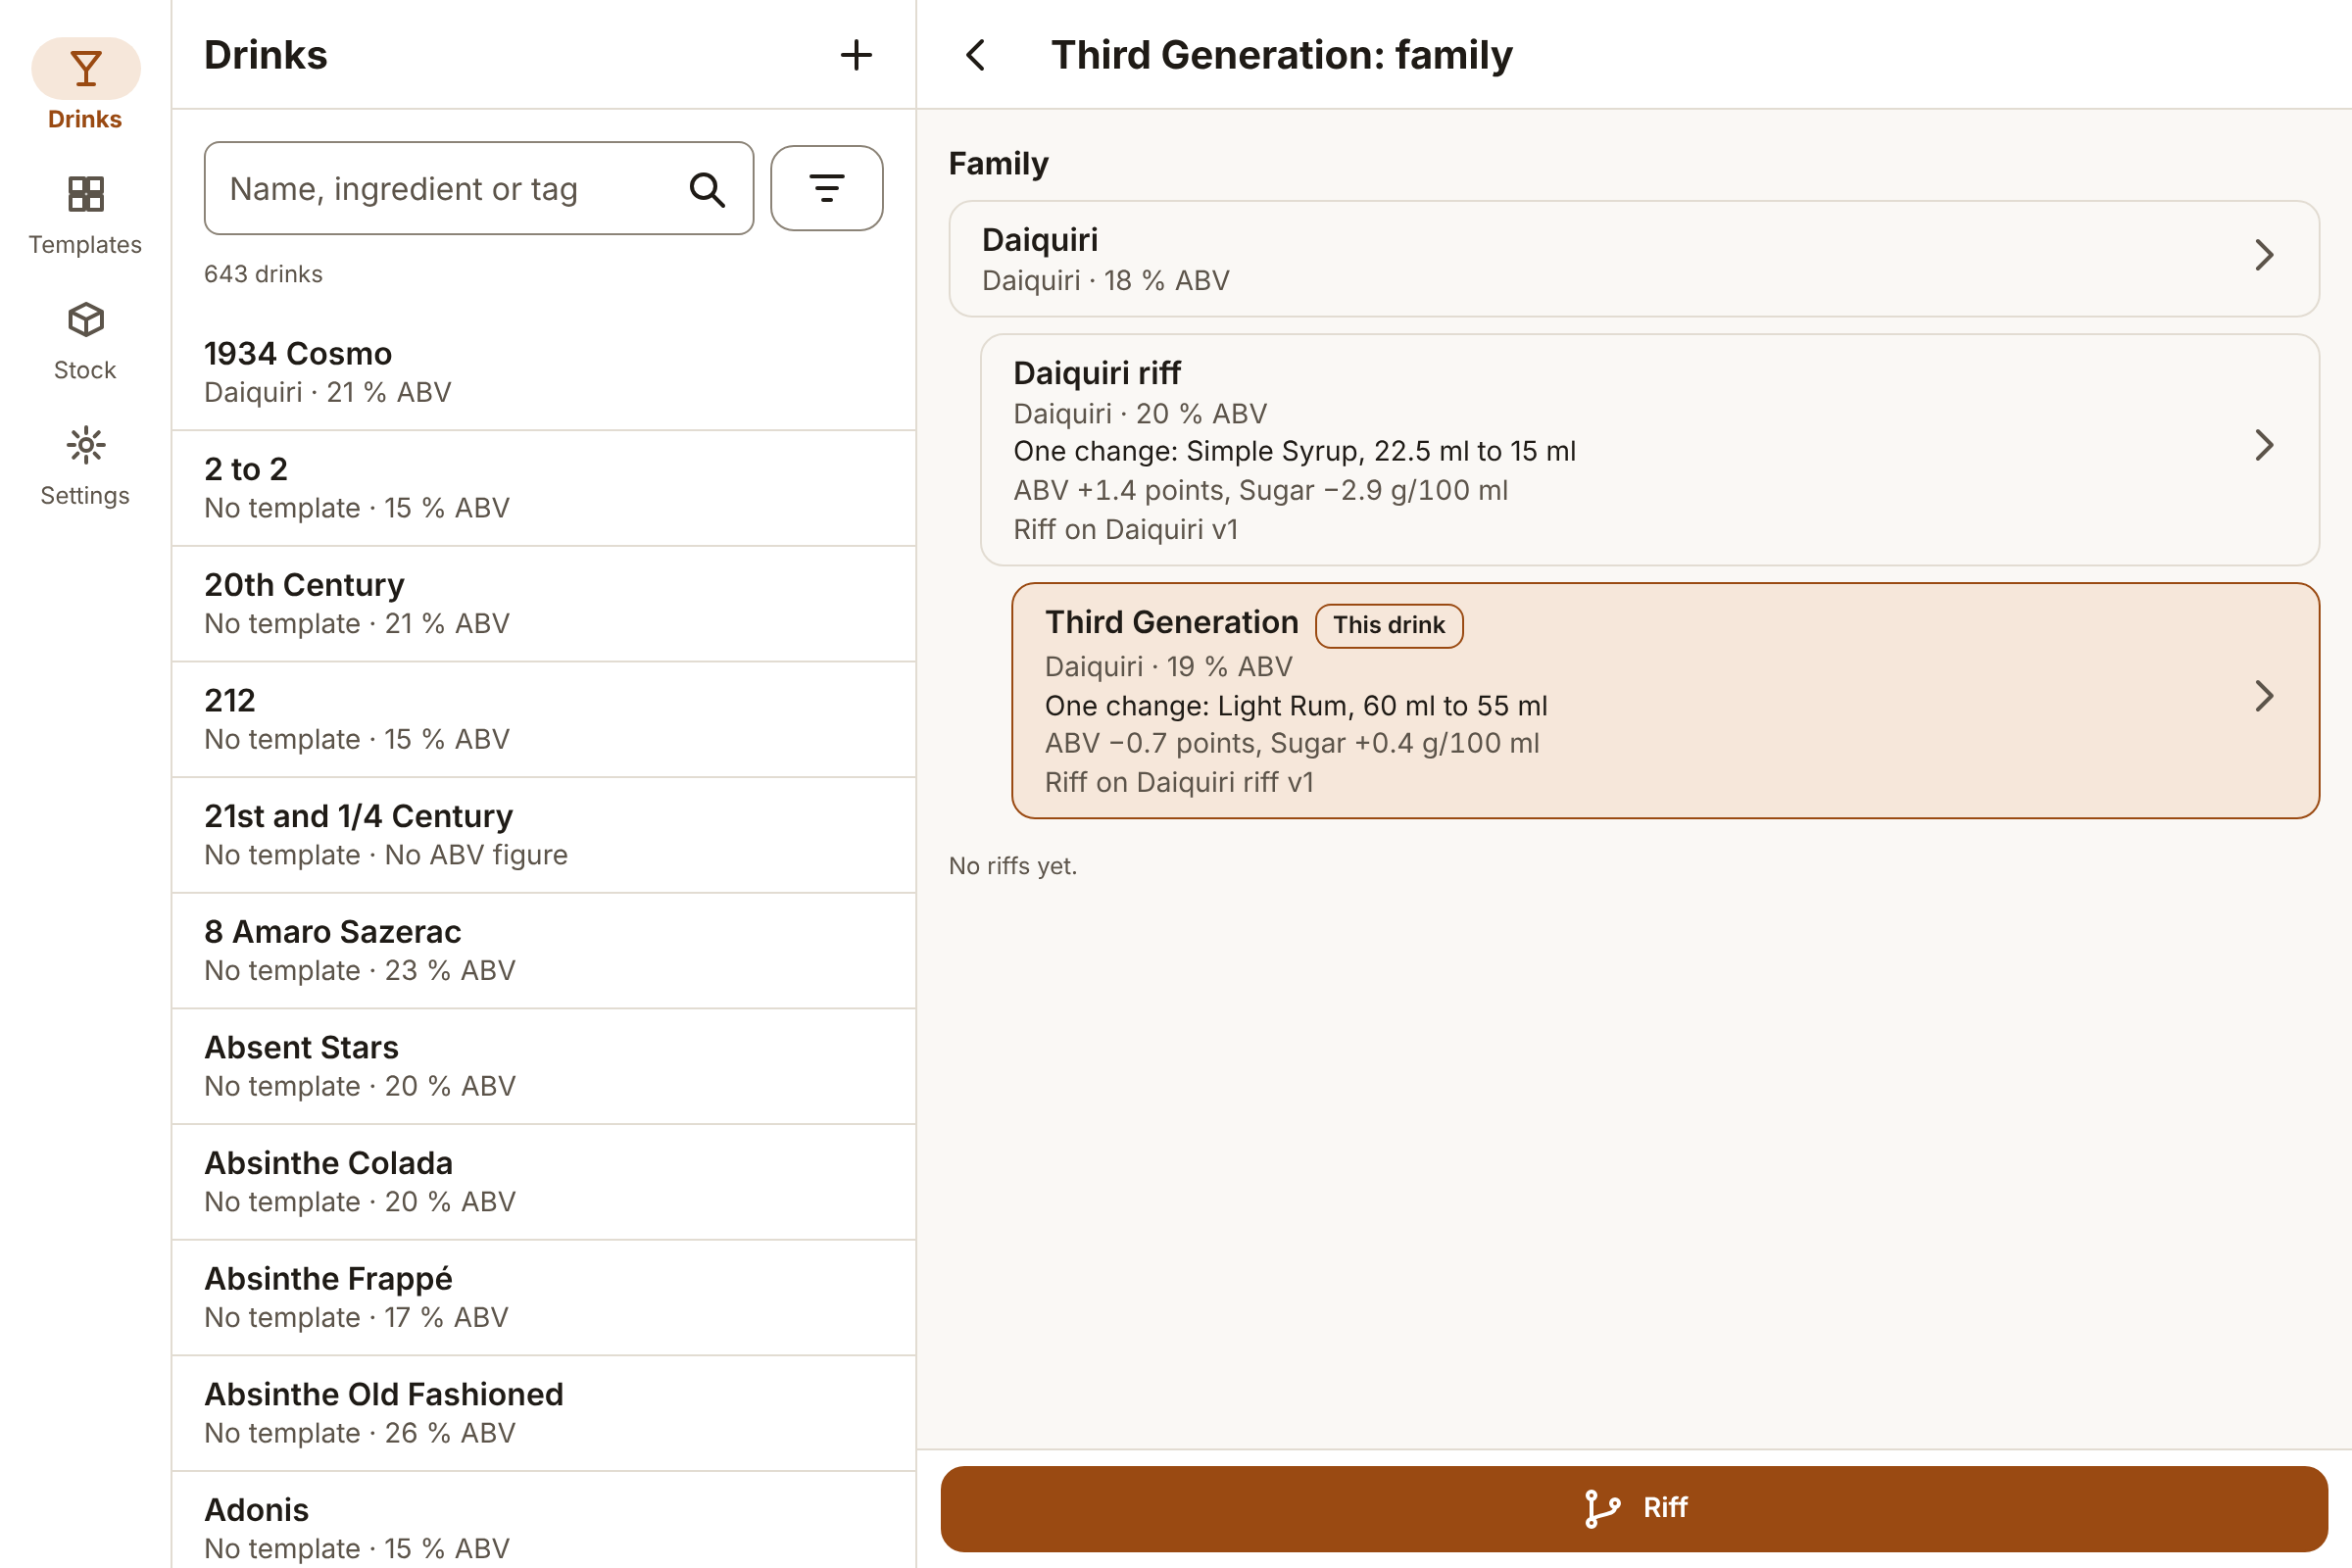 Drinks
Templates
Stock
Settings
Drinks
Name, ingredient or tag
643 drinks
1934 Cosmo
Daiquiri · 21 % ABV
2 to 2
No template · 15 % ABV
20th Century
No template · 21 % ABV
212
No template · 15 % ABV
21st and 1/4 Century
No template · No ABV figure
8 Amaro Sazerac
No template · 23 % ABV
Absent Stars
No template · 20 % ABV
Absinthe Colada
No template · 20 % ABV
Absinthe Frappé
No template · 17 % ABV
Absinthe Old Fashioned
No template · 26 % ABV
Adonis
No template · 15 % ABV
Third Generation: family
Family
Daiquiri
Daiquiri · 18 % ABV
Daiquiri riff
Daiquiri · 20 % ABV
One change: Simple Syrup, 22.5 ml to 15 ml
ABV +1.4 points, Sugar −2.9 g/100 ml
Riff on Daiquiri v1
Third Generation This drink
Daiquiri · 19 % ABV
One change: Light Rum, 60 ml to 55 ml
ABV −0.7 points, Sugar +0.4 g/100 ml
Riff on Daiquiri riff v1
No riffs yet.
Riff